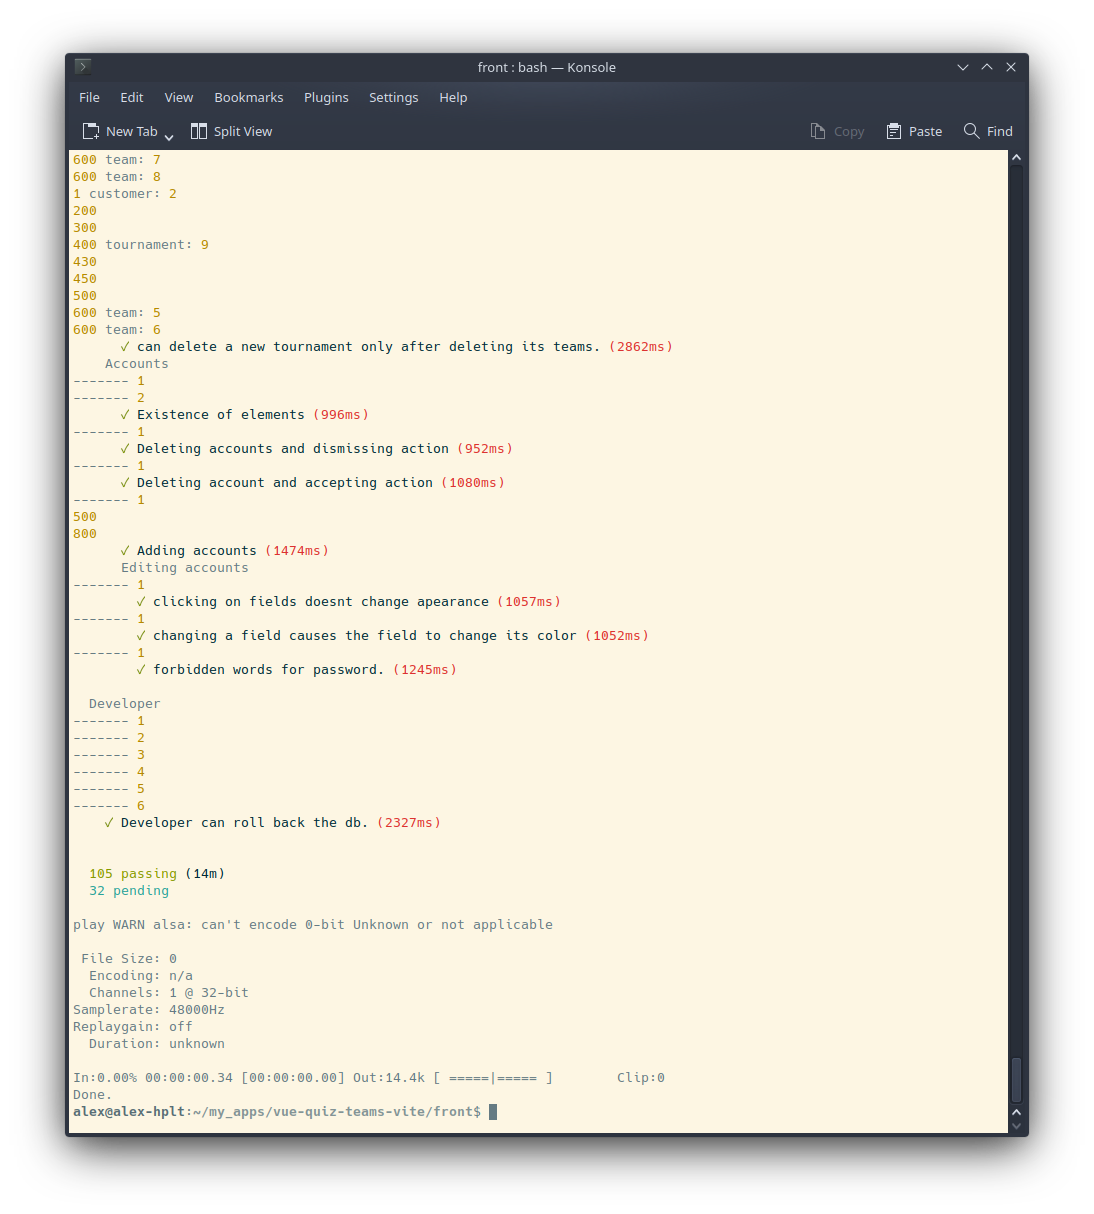 front : bash — Konsole
File Edit View Bookmarks Plugins Settings Help
New Tab Split View Copy Paste Find
600 team: 7
600 team: 8
1 customer: 2
200
300
400 tournament: 9
430
450
500
600 team: 5
600 team: 6
✓ can delete a new tournament only after deleting its teams. (2862ms)
Accounts
------- 1
------- 2
✓ Existence of elements (996ms)
------- 1
✓ Deleting accounts and dismissing action (952ms)
------- 1
✓ Deleting account and accepting action (1080ms)
------- 1
500
800
✓ Adding accounts (1474ms)
Editing accounts
------- 1
✓ clicking on fields doesnt change apearance (1057ms)
------- 1
✓ changing a field causes the field to change its color (1052ms)
------- 1
✓ forbidden words for password. (1245ms)
Developer
------- 1
------- 2
------- 3
------- 4
------- 5
------- 6
✓ Developer can roll back the db. (2327ms)
105 passing (14m)
32 pending
play WARN alsa: can't encode 0-bit Unknown or not applicable
File Size: 0
Encoding: n/a
Channels: 1 @ 32-bit
Samplerate: 48000Hz
Replaygain: off
Duration: unknown
In:0.00% 00:00:00.34 [00:00:00.00] Out:14.4k [ =====|===== ] Clip:0
Done.
alex@alex-hplt:~/my_apps/vue-quiz-teams-vite/front$